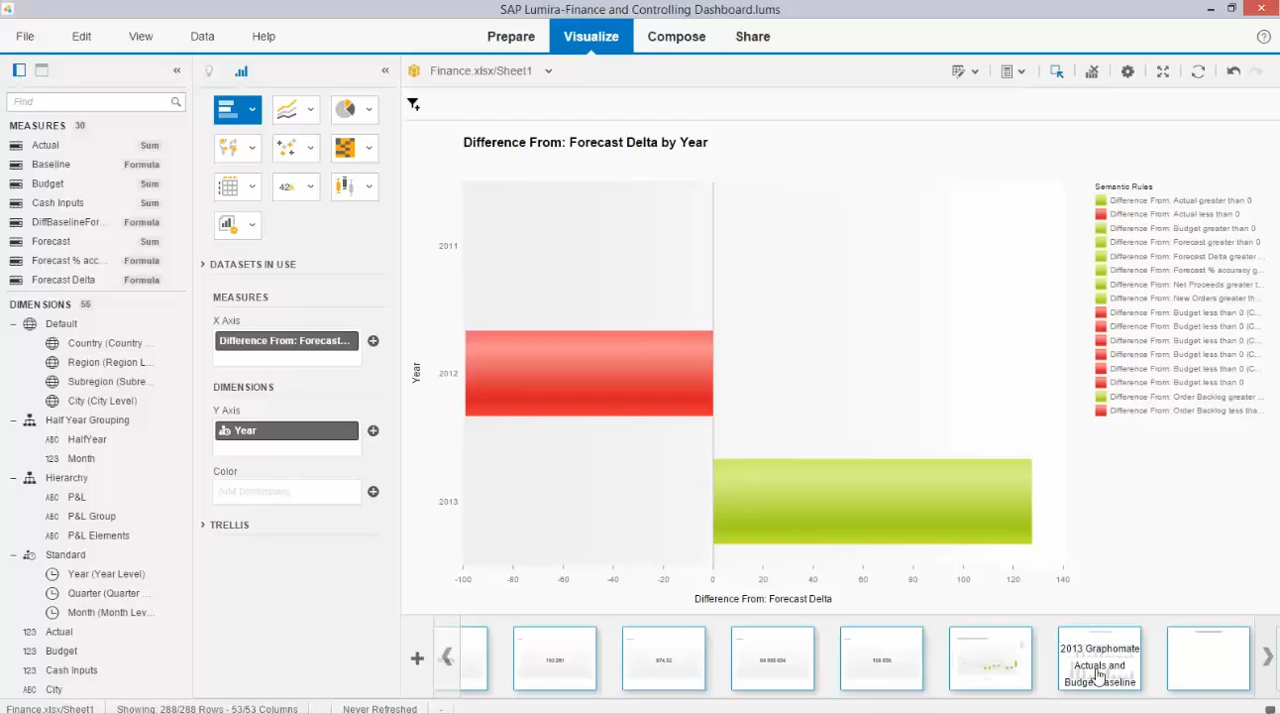 SAP Lumira-Finance and Controlling Dashboard.lums
File Edit View Data Help
Prepare Visualize Compose Share
Finance.xlsx/Sheet1
Find
MEASURES 30
Actual Sum
Baseline Formula
Budget Sum
Cash Inputs Sum
DiffBaselineFor... Formula
Forecast Sum
Forecast % acc... Formula
Forecast Delta Formula
DIMENSIONS 55
Default
Country (Country ...
Region (Region L...
Subregion (Subre...
City (City Level)
Half Year Grouping
ABC HalfYear
123 Month
Hierarchy
ABC P&L
ABC P&L Group
ABC P&L Elements
Standard
Year (Year Level)
Quarter (Quarter ...
Month (Month Lev...
123 Actual
123 Budget
123 Cash Inputs
ABC City
42k
DATASETS IN USE
MEASURES
X Axis
Difference From: Forecast...
DIMENSIONS
Y Axis
Year
Color
Add Dimensions
TRELLIS
Difference From: Forecast Delta by Year
Year
2011
2012
2013
-100 -80 -60 -40 -20 0 20 40 60 80 100 120 140
Difference From: Forecast Delta
Semantic Rules
Difference From: Actual greater than 0
Difference From: Actual less than 0
Difference From: Budget greater than 0
Difference From: Forecast greater than 0
Difference From: Forecast Delta greater ...
Difference From: Forecast % accuracy g...
Difference From: Net Proceeds greater t...
Difference From: New Orders greater th...
Difference From: Budget less than 0 (C...
Difference From: Budget less than 0 (C...
Difference From: Budget less than 0 (C...
Difference From: Budget less than 0 (C...
Difference From: Budget less than 0 (C...
Difference From: Budget less than 0
Difference From: Order Backlog greater ...
Difference From: Order Backlog less tha...
2013 Graphomate
Actuals and
Budget Baseline
Finance.xlsx/Sheet1 Showing: 288/288 Rows - 53/53 Columns Never Refreshed -